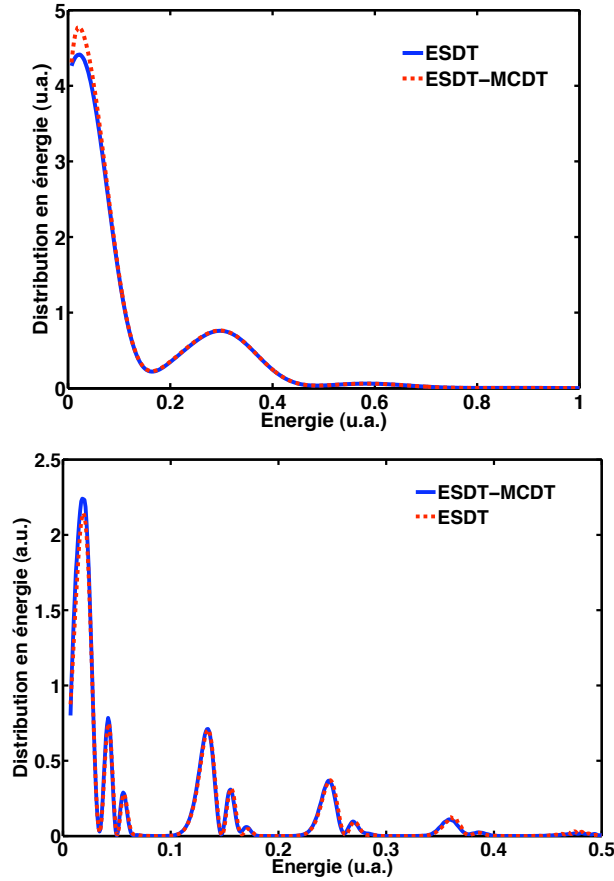 Distribution en énergie (u.a.)
5
4
3
2
1
0
ESDT
ESDT-MCDT
0 0.2 0.4 0.6 0.8 1
Energie (u.a.)
Distribution en énergie (a.u.)
2.5
2
1.5
1
0.5
0
ESDT-MCDT
ESDT
0 0.1 0.2 0.3 0.4 0.5
Energie (u.a.)